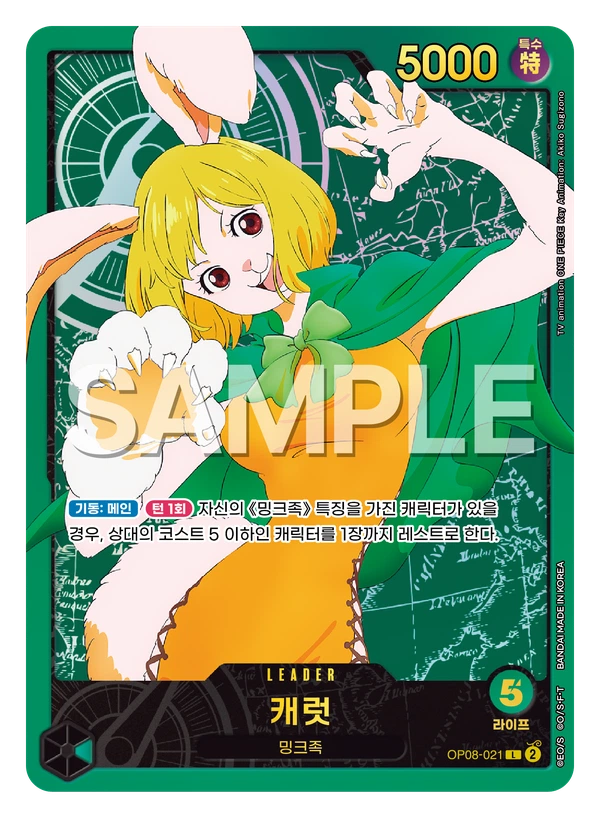 5000
특수
特
TV animation ONE PIECE Key Animation: Akiko Sugizono
SAMPLE
기동: 메인 턴 1회 자신의 《밍크족》 특징을 가진 캐릭터가 있을
경우, 상대의 코스트 5 이하인 캐릭터를 1장까지 레스트로 한다.
BANDAI MADE IN KOREA
©E.O/S ©O/S·F·T
LEADER
캐럿
밍크족
5
라이프
OP08-021 L 2